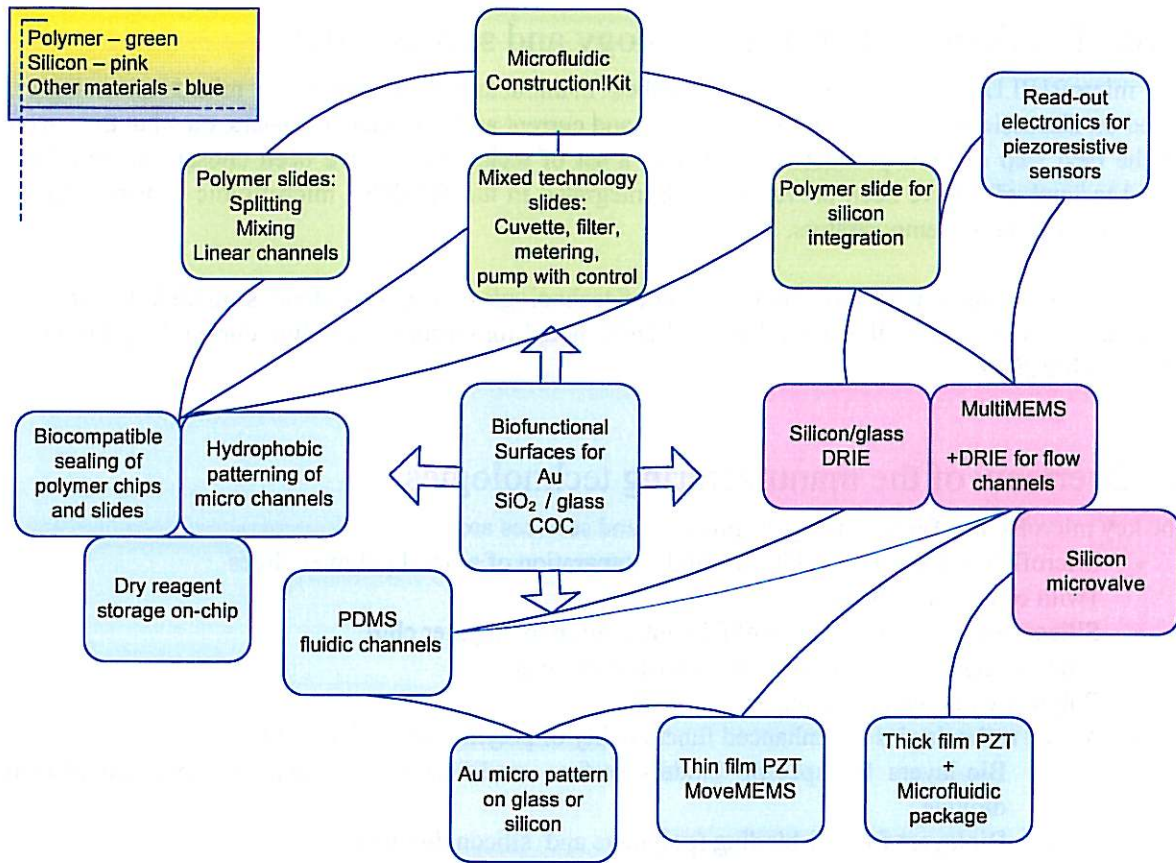 Polymer – green
Silicon – pink
Other materials - blue
Microfluidic
Construction!Kit
Read-out
electronics for
piezoresistive
sensors
Polymer slides:
Splitting
Mixing
Linear channels
Mixed technology
slides:
Cuvette, filter,
metering,
pump with control
Polymer slide for
silicon
integration
Biocompatible
sealing of
polymer chips
and slides
Hydrophobic
patterning of
micro channels
Dry reagent
storage on-chip
Biofunctional
Surfaces for
Au
SiO₂ / glass
COC
Silicon/glass
DRIE
MultiMEMS
+DRIE for flow
channels
Silicon
microvalve
PDMS
fluidic channels
Au micro pattern
on glass or
silicon
Thin film PZT
MoveMEMS
Thick film PZT
+
Microfluidic
package